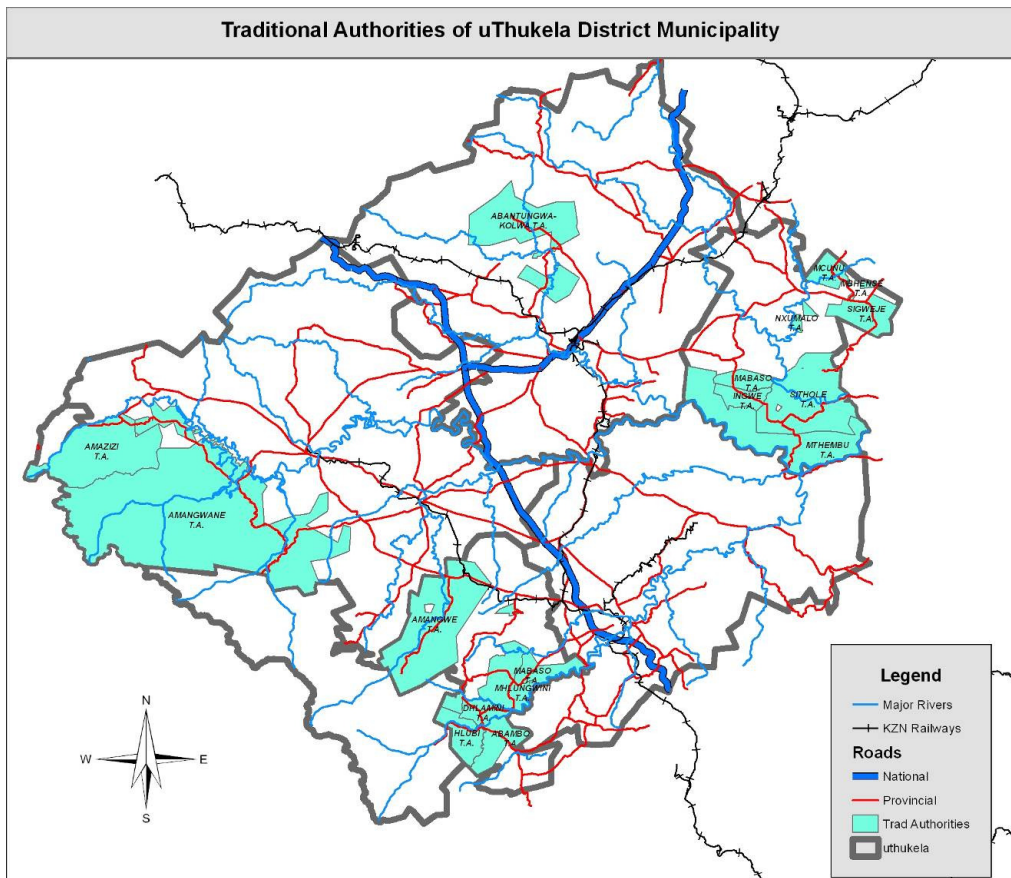 Traditional Authorities of uThukela District Municipality
ABANTUNGWA-
KOLWA T.A.
MCUNU
T.A.
MBHENSE
T.A.
SIGWEJE
T.A.
NXUMALO
T.A.
MABASO
T.A.
INGWE
T.A.
SITHOLE
T.A.
MTHEMBU
T.A.
AMAZIZI
T.A.
AMANGWANE
T.A.
AMANGWE
T.A.
MABASO
T.A.
MHLUNGWINI
T.A.
DHLAMINI
T.A.
HLUBI
T.A.
ABAMBO
T.A.
N
W
E
S
Legend
Major Rivers
KZN Railways
Roads
National
Provincial
Trad Authorities
uthukela